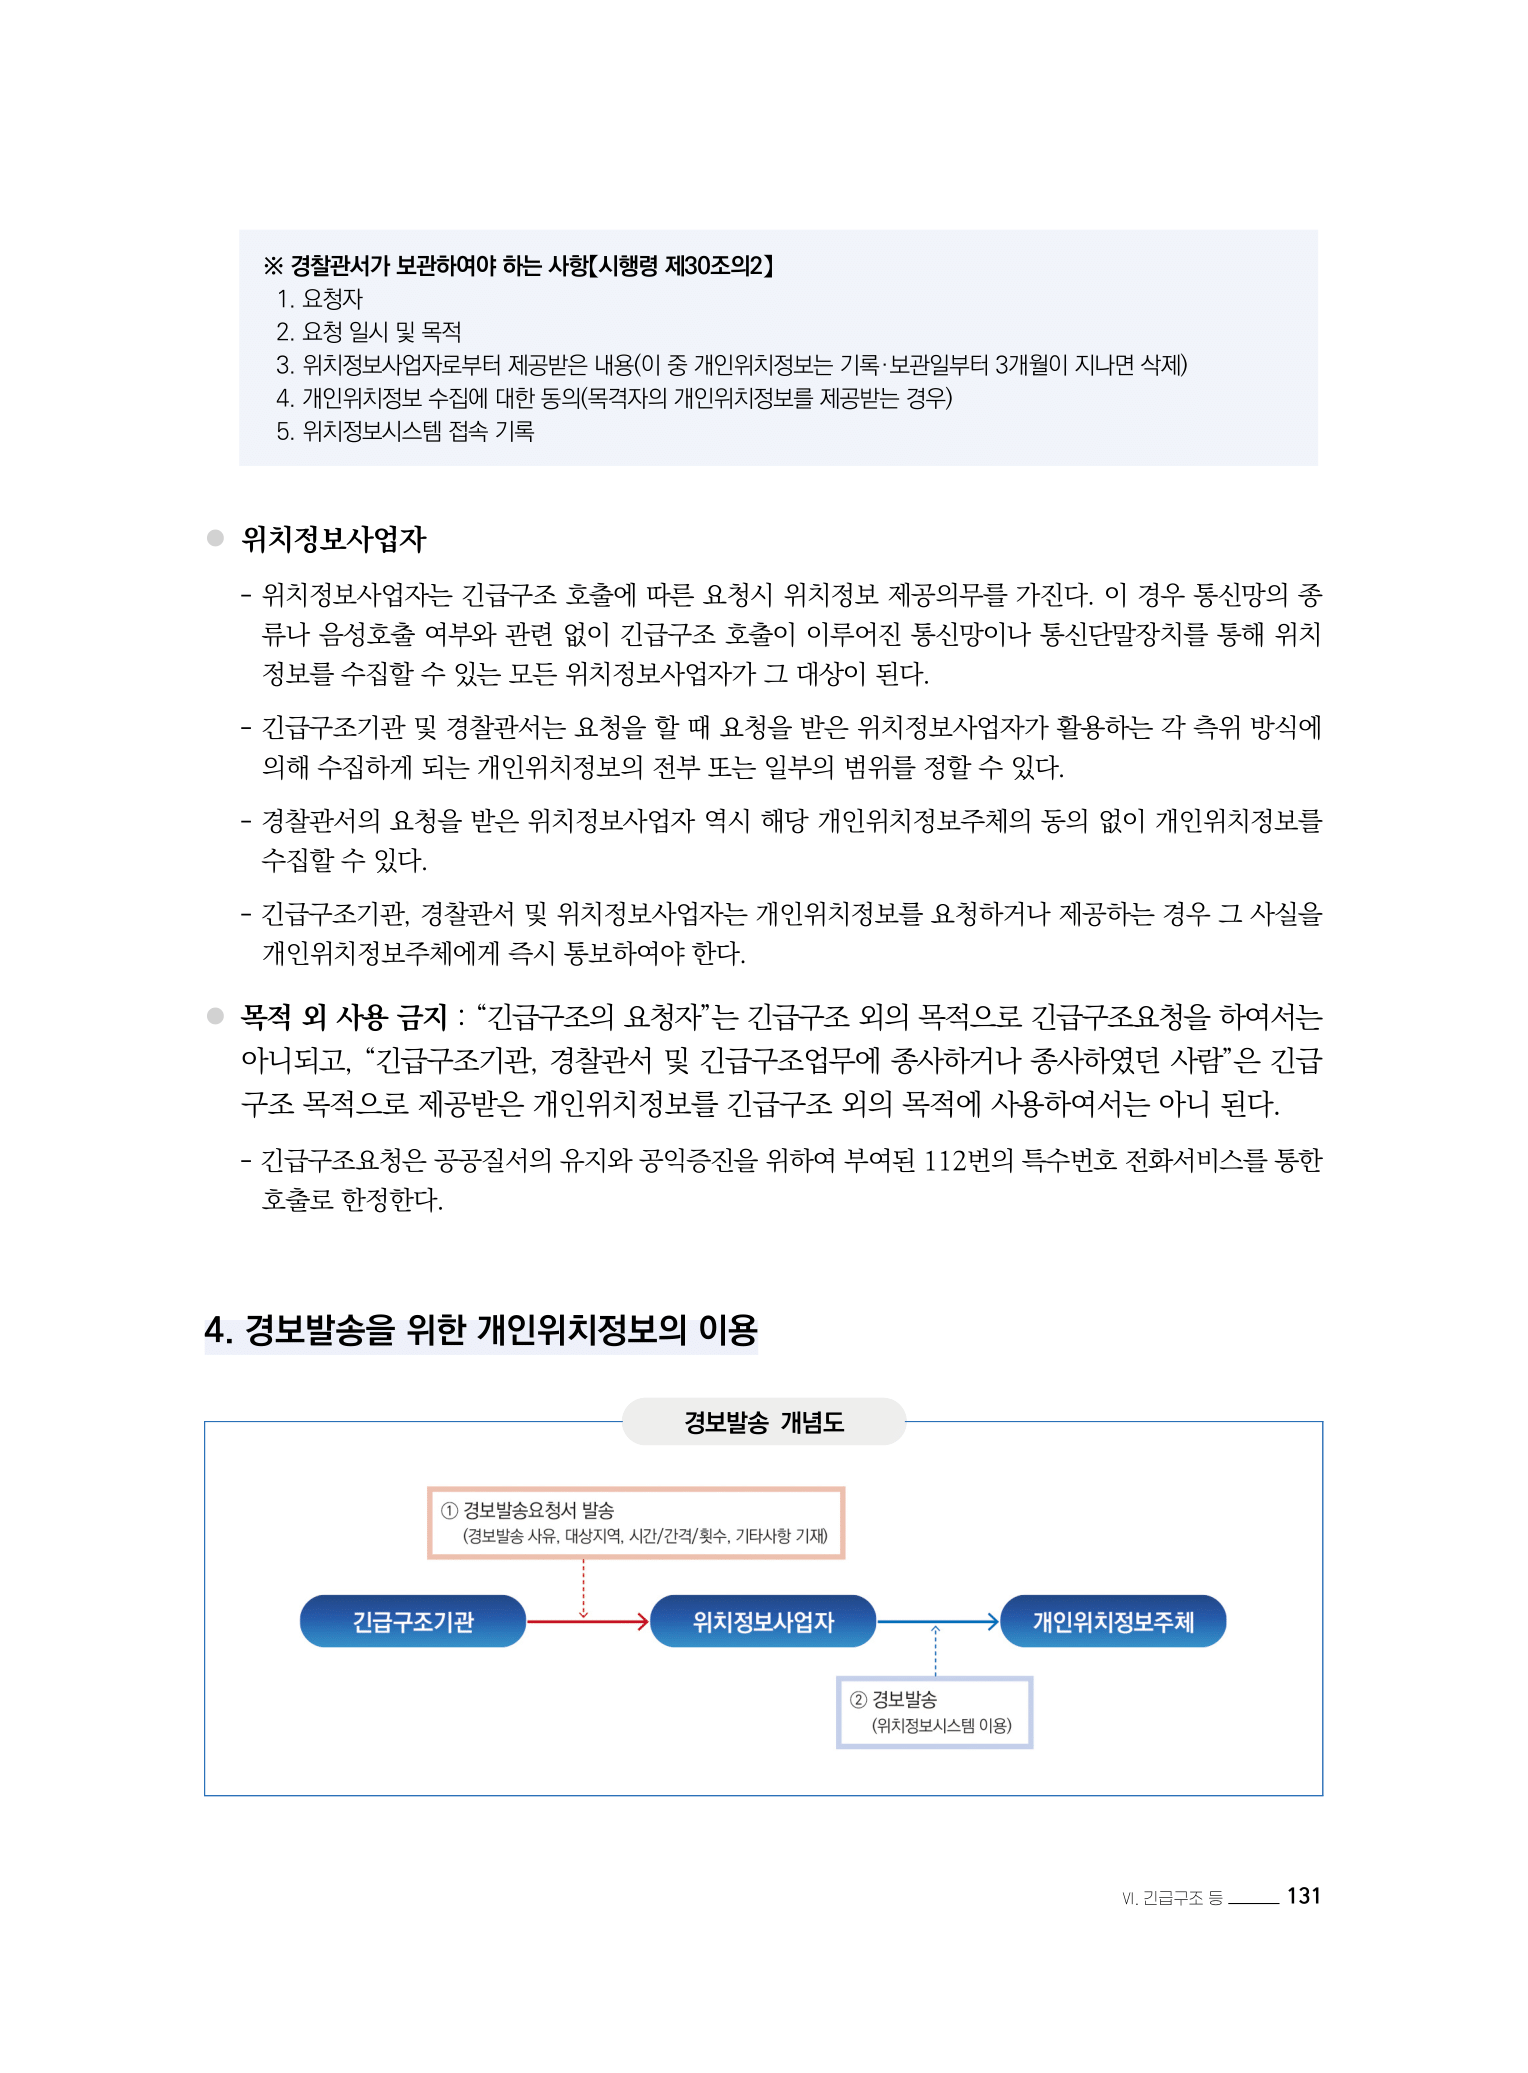 ※ 경찰관서가 보관하여야 하는 사항【시행령 제30조의2】
1. 요청자
2. 요청 일시 및 목적
3. 위치정보사업자로부터 제공받은 내용(이 중 개인위치정보는 기록·보관일부터 3개월이 지나면 삭제)
4. 개인위치정보 수집에 대한 동의(목격자의 개인위치정보를 제공받는 경우)
5. 위치정보시스템 접속 기록
● 위치정보사업자
- 위치정보사업자는 긴급구조 호출에 따른 요청시 위치정보 제공의무를 가진다. 이 경우 통신망의 종
류나 음성호출 여부와 관련 없이 긴급구조 호출이 이루어진 통신망이나 통신단말장치를 통해 위치
정보를 수집할 수 있는 모든 위치정보사업자가 그 대상이 된다.
- 긴급구조기관 및 경찰관서는 요청을 할 때 요청을 받은 위치정보사업자가 활용하는 각 측위 방식에
의해 수집하게 되는 개인위치정보의 전부 또는 일부의 범위를 정할 수 있다.
- 경찰관서의 요청을 받은 위치정보사업자 역시 해당 개인위치정보주체의 동의 없이 개인위치정보를
수집할 수 있다.
- 긴급구조기관, 경찰관서 및 위치정보사업자는 개인위치정보를 요청하거나 제공하는 경우 그 사실을
개인위치정보주체에게 즉시 통보하여야 한다.
● 목적 외 사용 금지 : “긴급구조의 요청자”는 긴급구조 외의 목적으로 긴급구조요청을 하여서는
아니되고, “긴급구조기관, 경찰관서 및 긴급구조업무에 종사하거나 종사하였던 사람”은 긴급
구조 목적으로 제공받은 개인위치정보를 긴급구조 외의 목적에 사용하여서는 아니 된다.
- 긴급구조요청은 공공질서의 유지와 공익증진을 위하여 부여된 112번의 특수번호 전화서비스를 통한
호출로 한정한다.
4. 경보발송을 위한 개인위치정보의 이용
경보발송 개념도
① 경보발송요청서 발송
(경보발송 사유, 대상지역, 시간/간격/횟수, 기타사항 기재)
긴급구조기관
위치정보사업자
개인위치정보주체
② 경보발송
(위치정보시스템 이용)
Ⅵ. 긴급구조 등 131